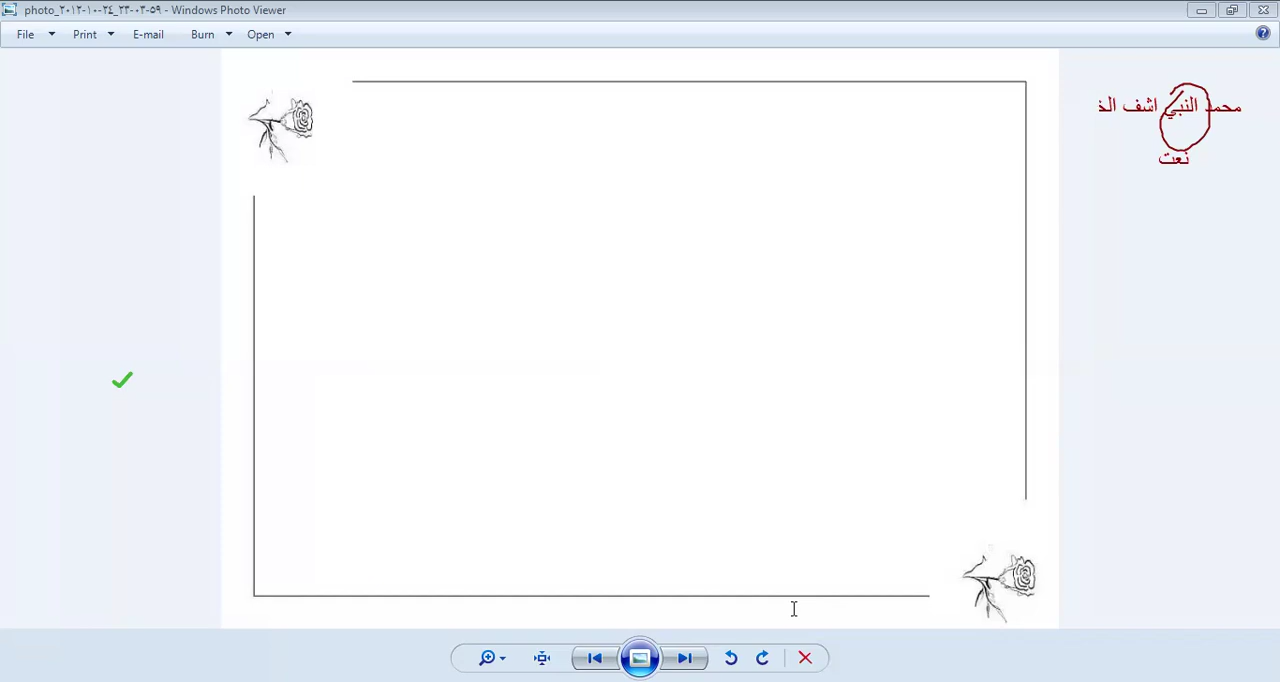 photo_٢٠١٢-١٠-٢٤_٢٣-٠٣-٥٩ - Windows Photo Viewer
File Print E-mail Burn Open
محمد النبي اشف الخ
نعت